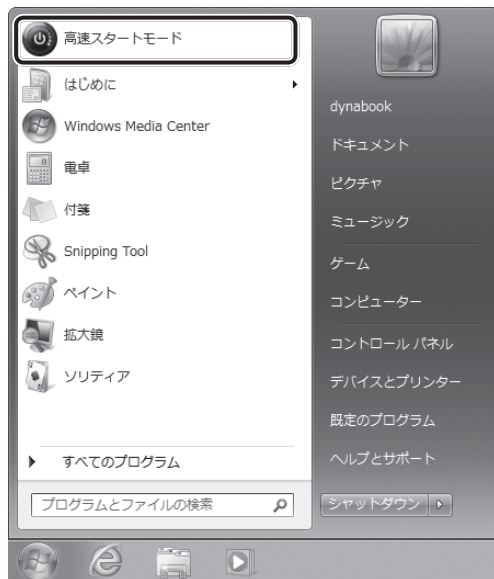 高速スタートモード
はじめに
Windows Media Center
電卓
付箋
Snipping Tool
ペイント
拡大鏡
ソリティア
すべてのプログラム
プログラムとファイルの検索
dynabook
ドキュメント
ピクチャ
ミュージック
ゲーム
コンピューター
コントロール パネル
デバイスとプリンター
既定のプログラム
ヘルプとサポート
シャットダウン